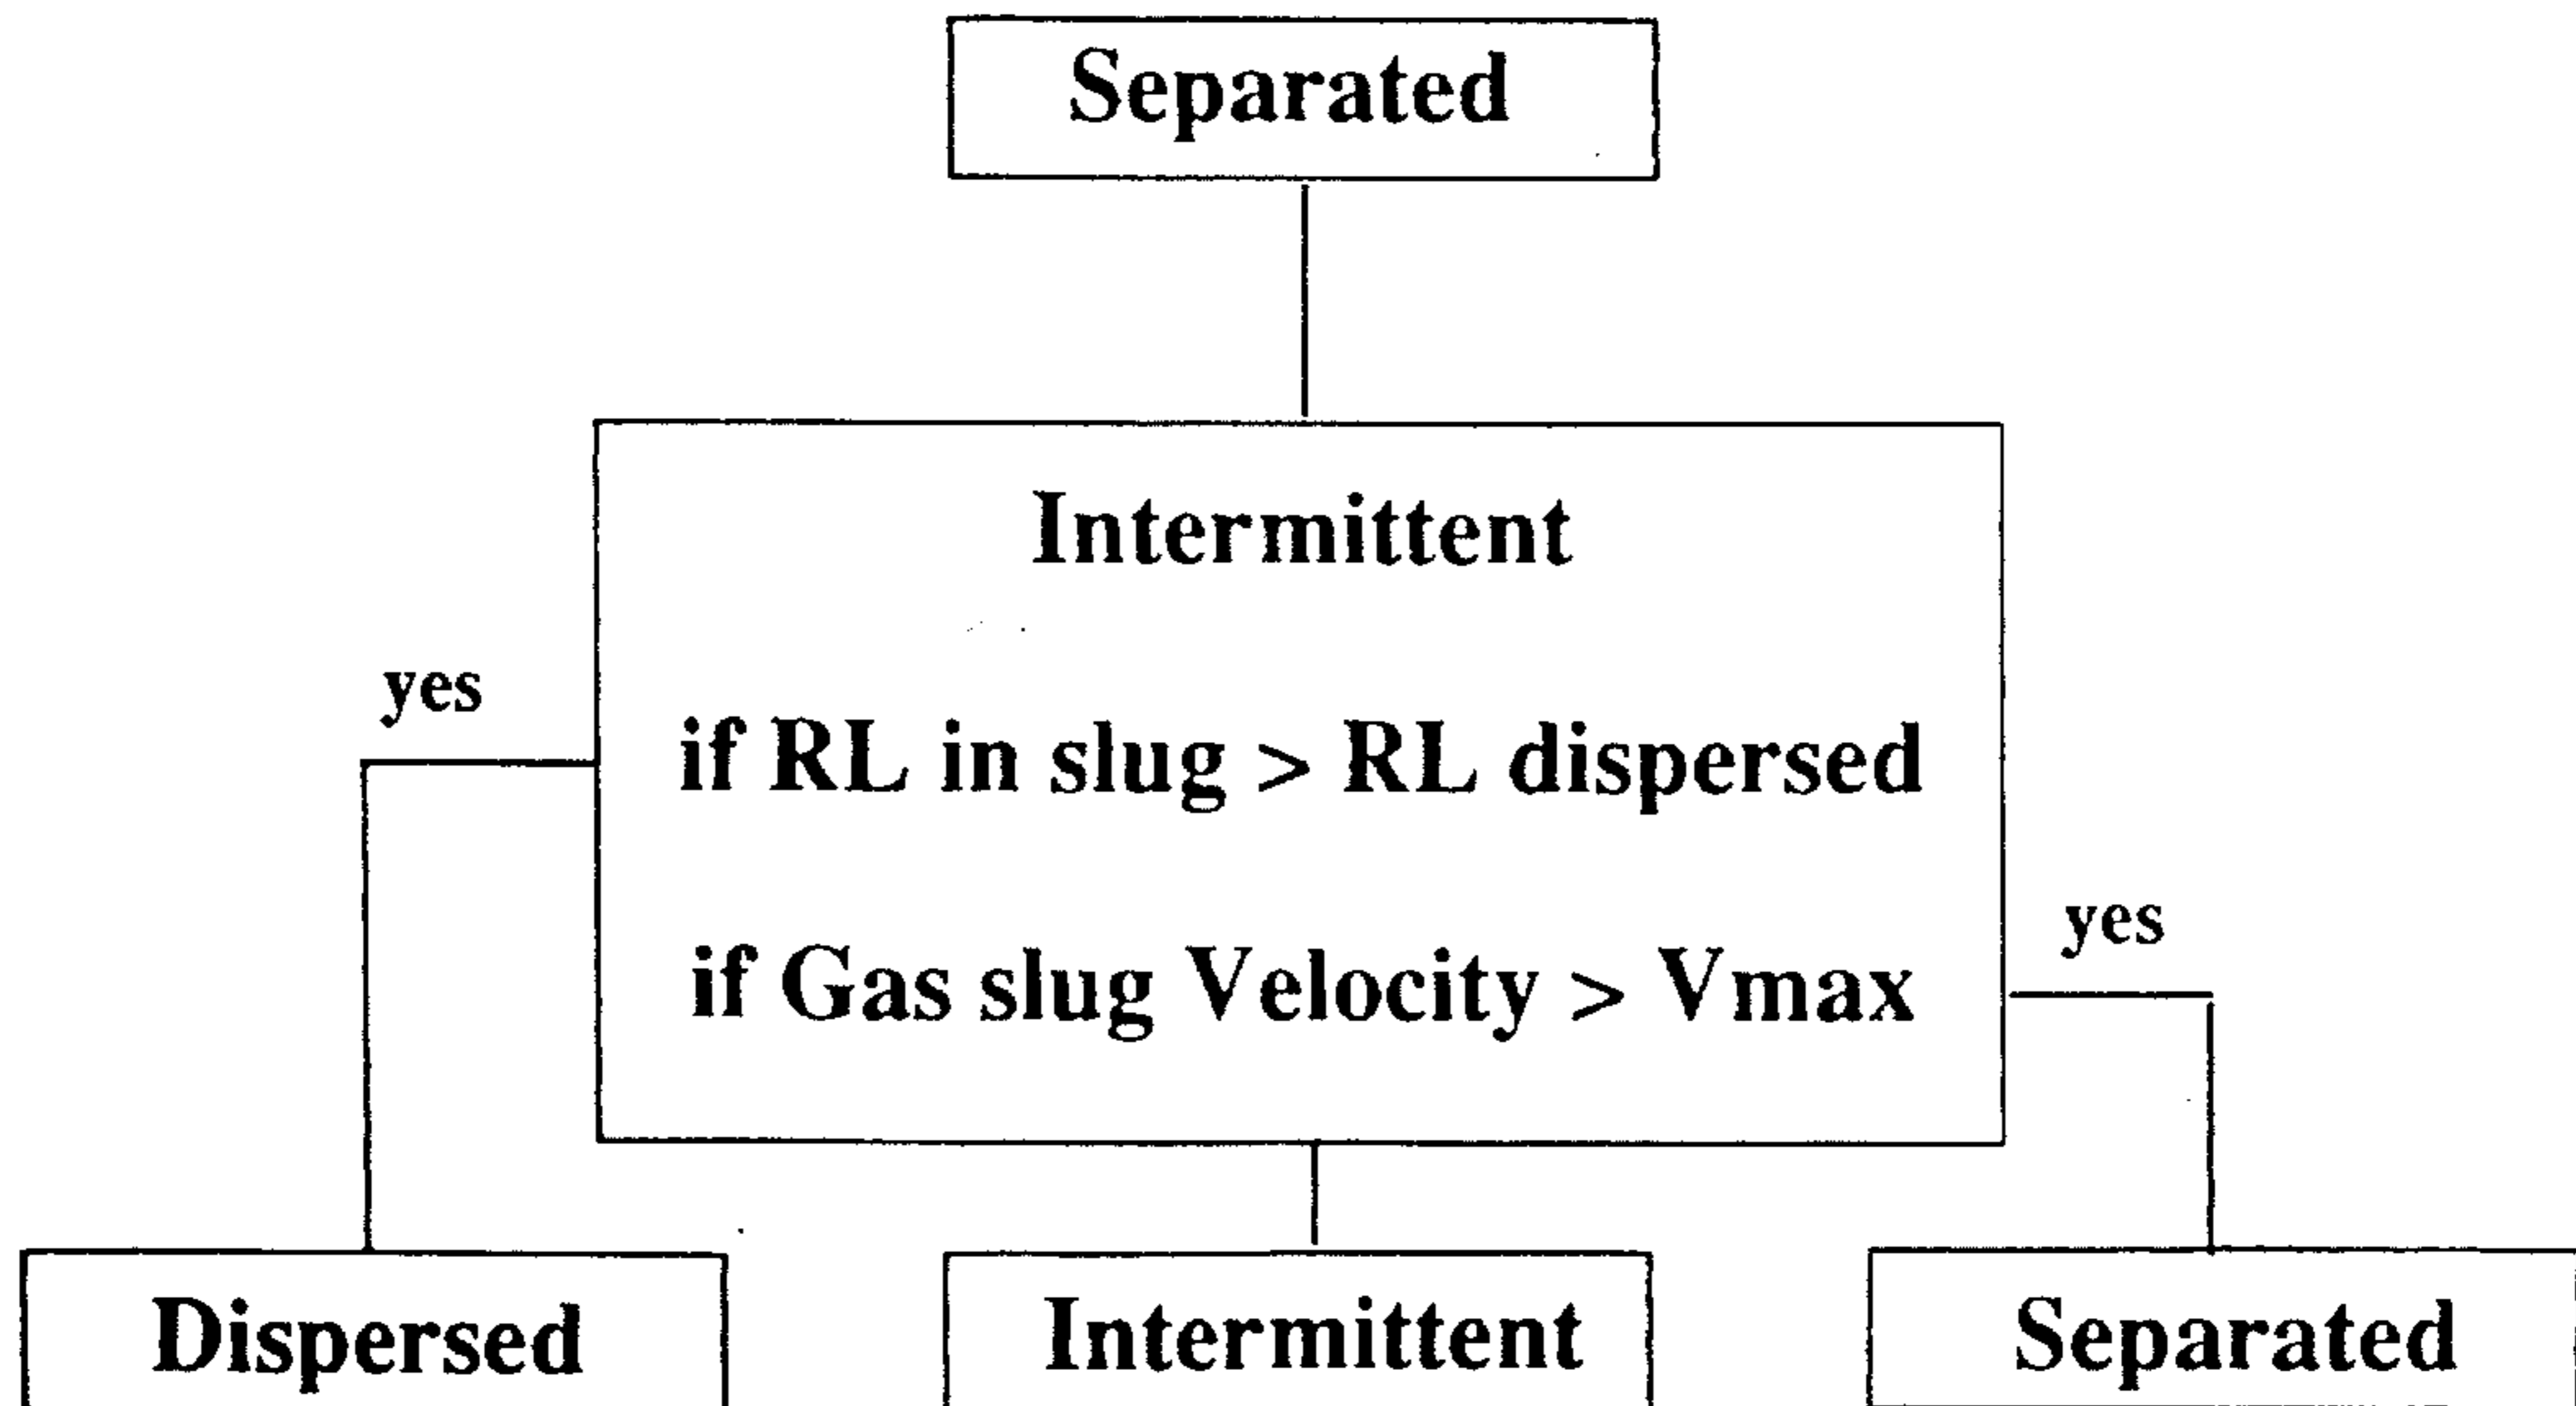 Separated
Intermittent
yes
if RL in slug > RL dispersed
yes
if Gas slug Velocity > Vmax
Dispersed
Intermittent
Separated